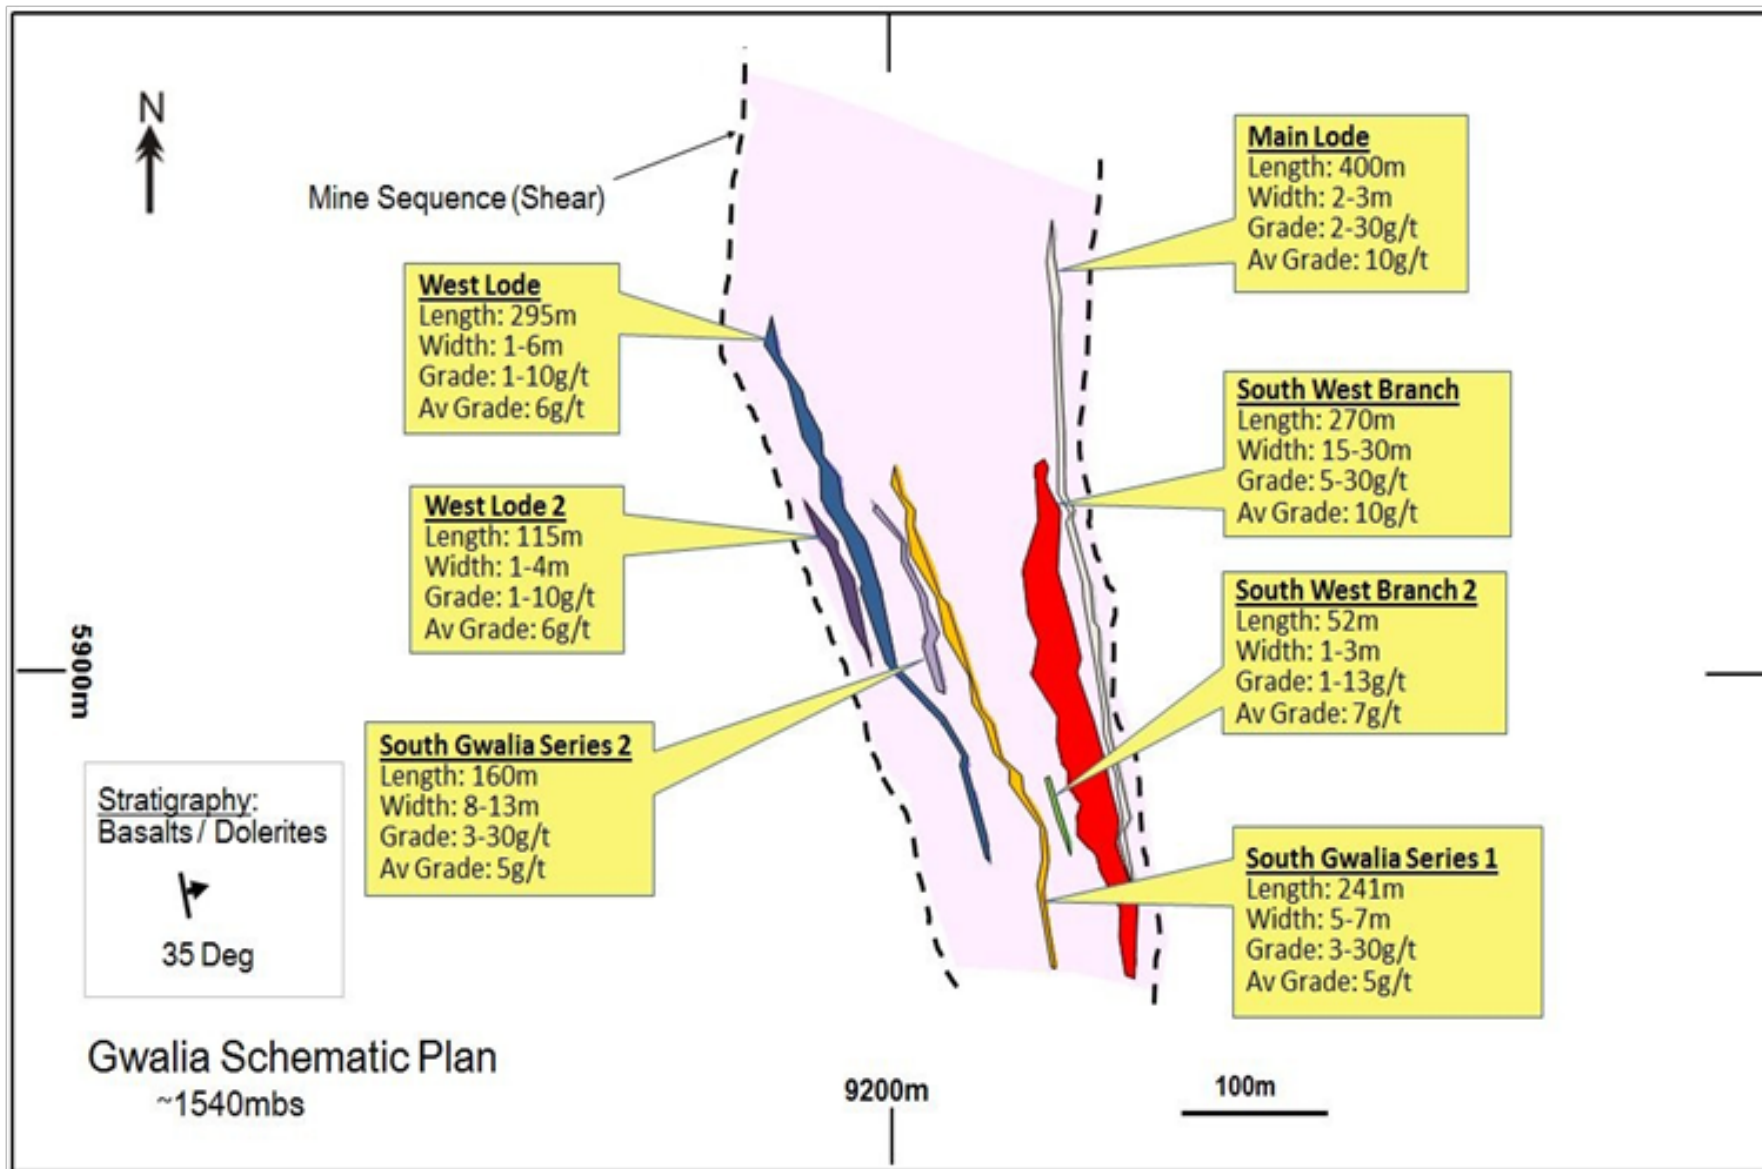 N
Mine Sequence (Shear)
Main Lode
Length: 400m
Width: 2-3m
Grade: 2-30g/t
Av Grade: 10g/t
West Lode
Length: 295m
Width: 1-6m
Grade: 1-10g/t
Av Grade: 6g/t
South West Branch
Length: 270m
Width: 15-30m
Grade: 5-30g/t
Av Grade: 10g/t
West Lode 2
Length: 115m
Width: 1-4m
Grade: 1-10g/t
Av Grade: 6g/t
South West Branch 2
Length: 52m
Width: 1-3m
Grade: 1-13g/t
Av Grade: 7g/t
5900m
South Gwalia Series 2
Length: 160m
Width: 8-13m
Grade: 3-30g/t
Av Grade: 5g/t
Stratigraphy:
Basalts / Dolerites
35 Deg
South Gwalia Series 1
Length: 241m
Width: 5-7m
Grade: 3-30g/t
Av Grade: 5g/t
Gwalia Schematic Plan
~1540mbs
9200m
100m